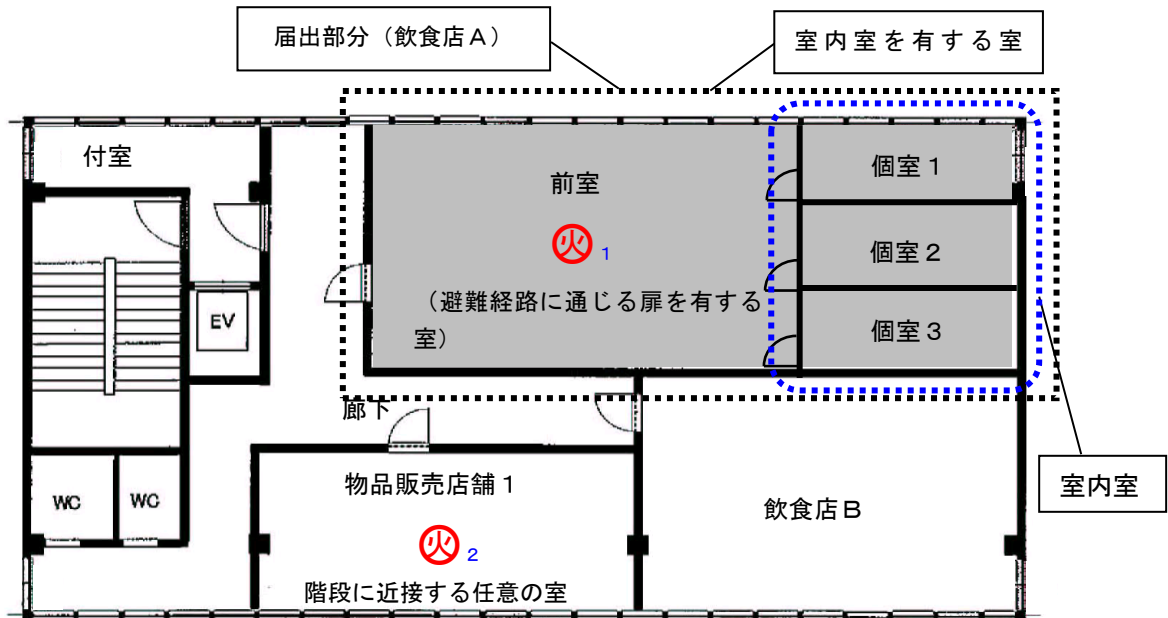 届出部分（飲食店Ａ）
室内室を有する室
付室
前室
個室１
火 1
個室２
（避難経路に通じる扉を有する
室）
EV
個室３
廊下
物品販売店舗１
室内室
WC
WC
飲食店Ｂ
火 2
階段に近接する任意の室